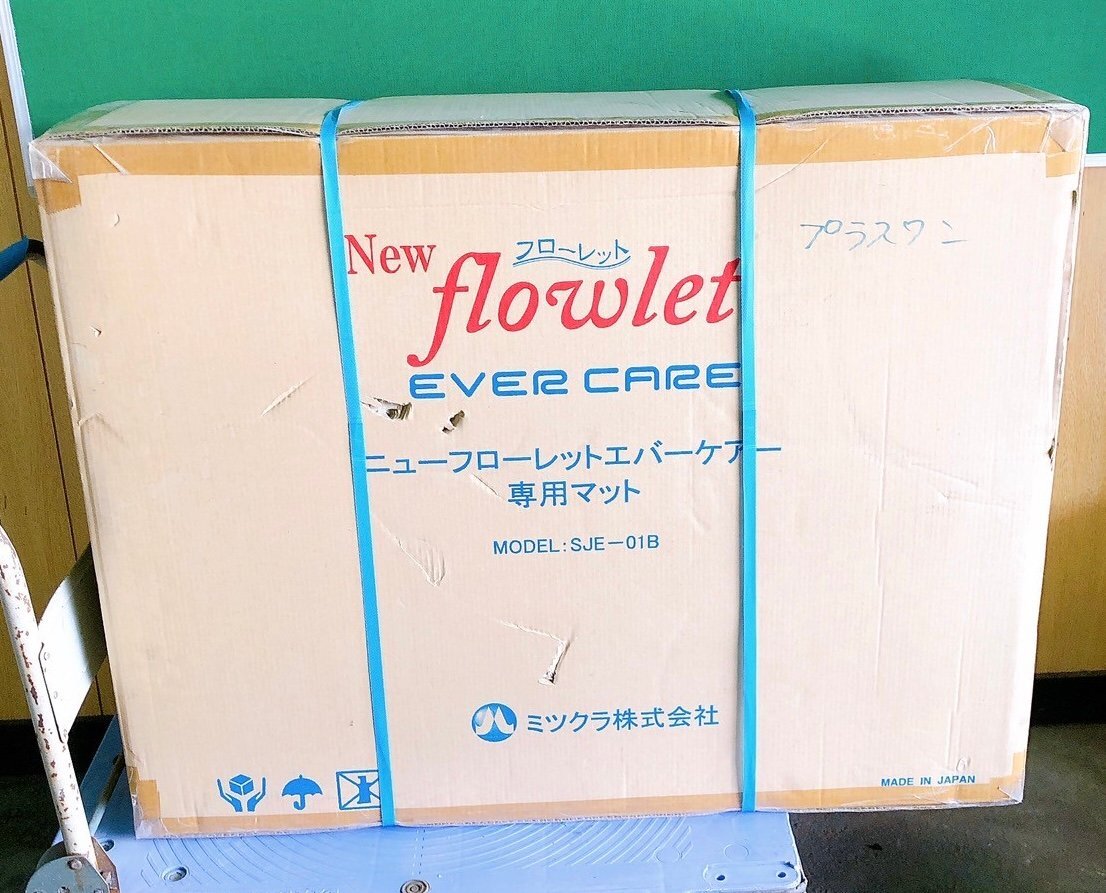 New
フローレット
flowlet
プラスワン
EVER CARE
ニューフローレットエバーケアー
専用マット
MODEL:SJE-01B
ミツクラ株式会社
MADE IN JAPAN